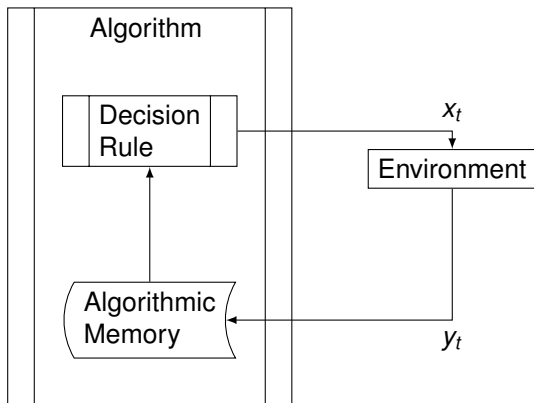 Algorithm
Decision
Rule
x_t
Environment
Algorithmic
Memory
y_t